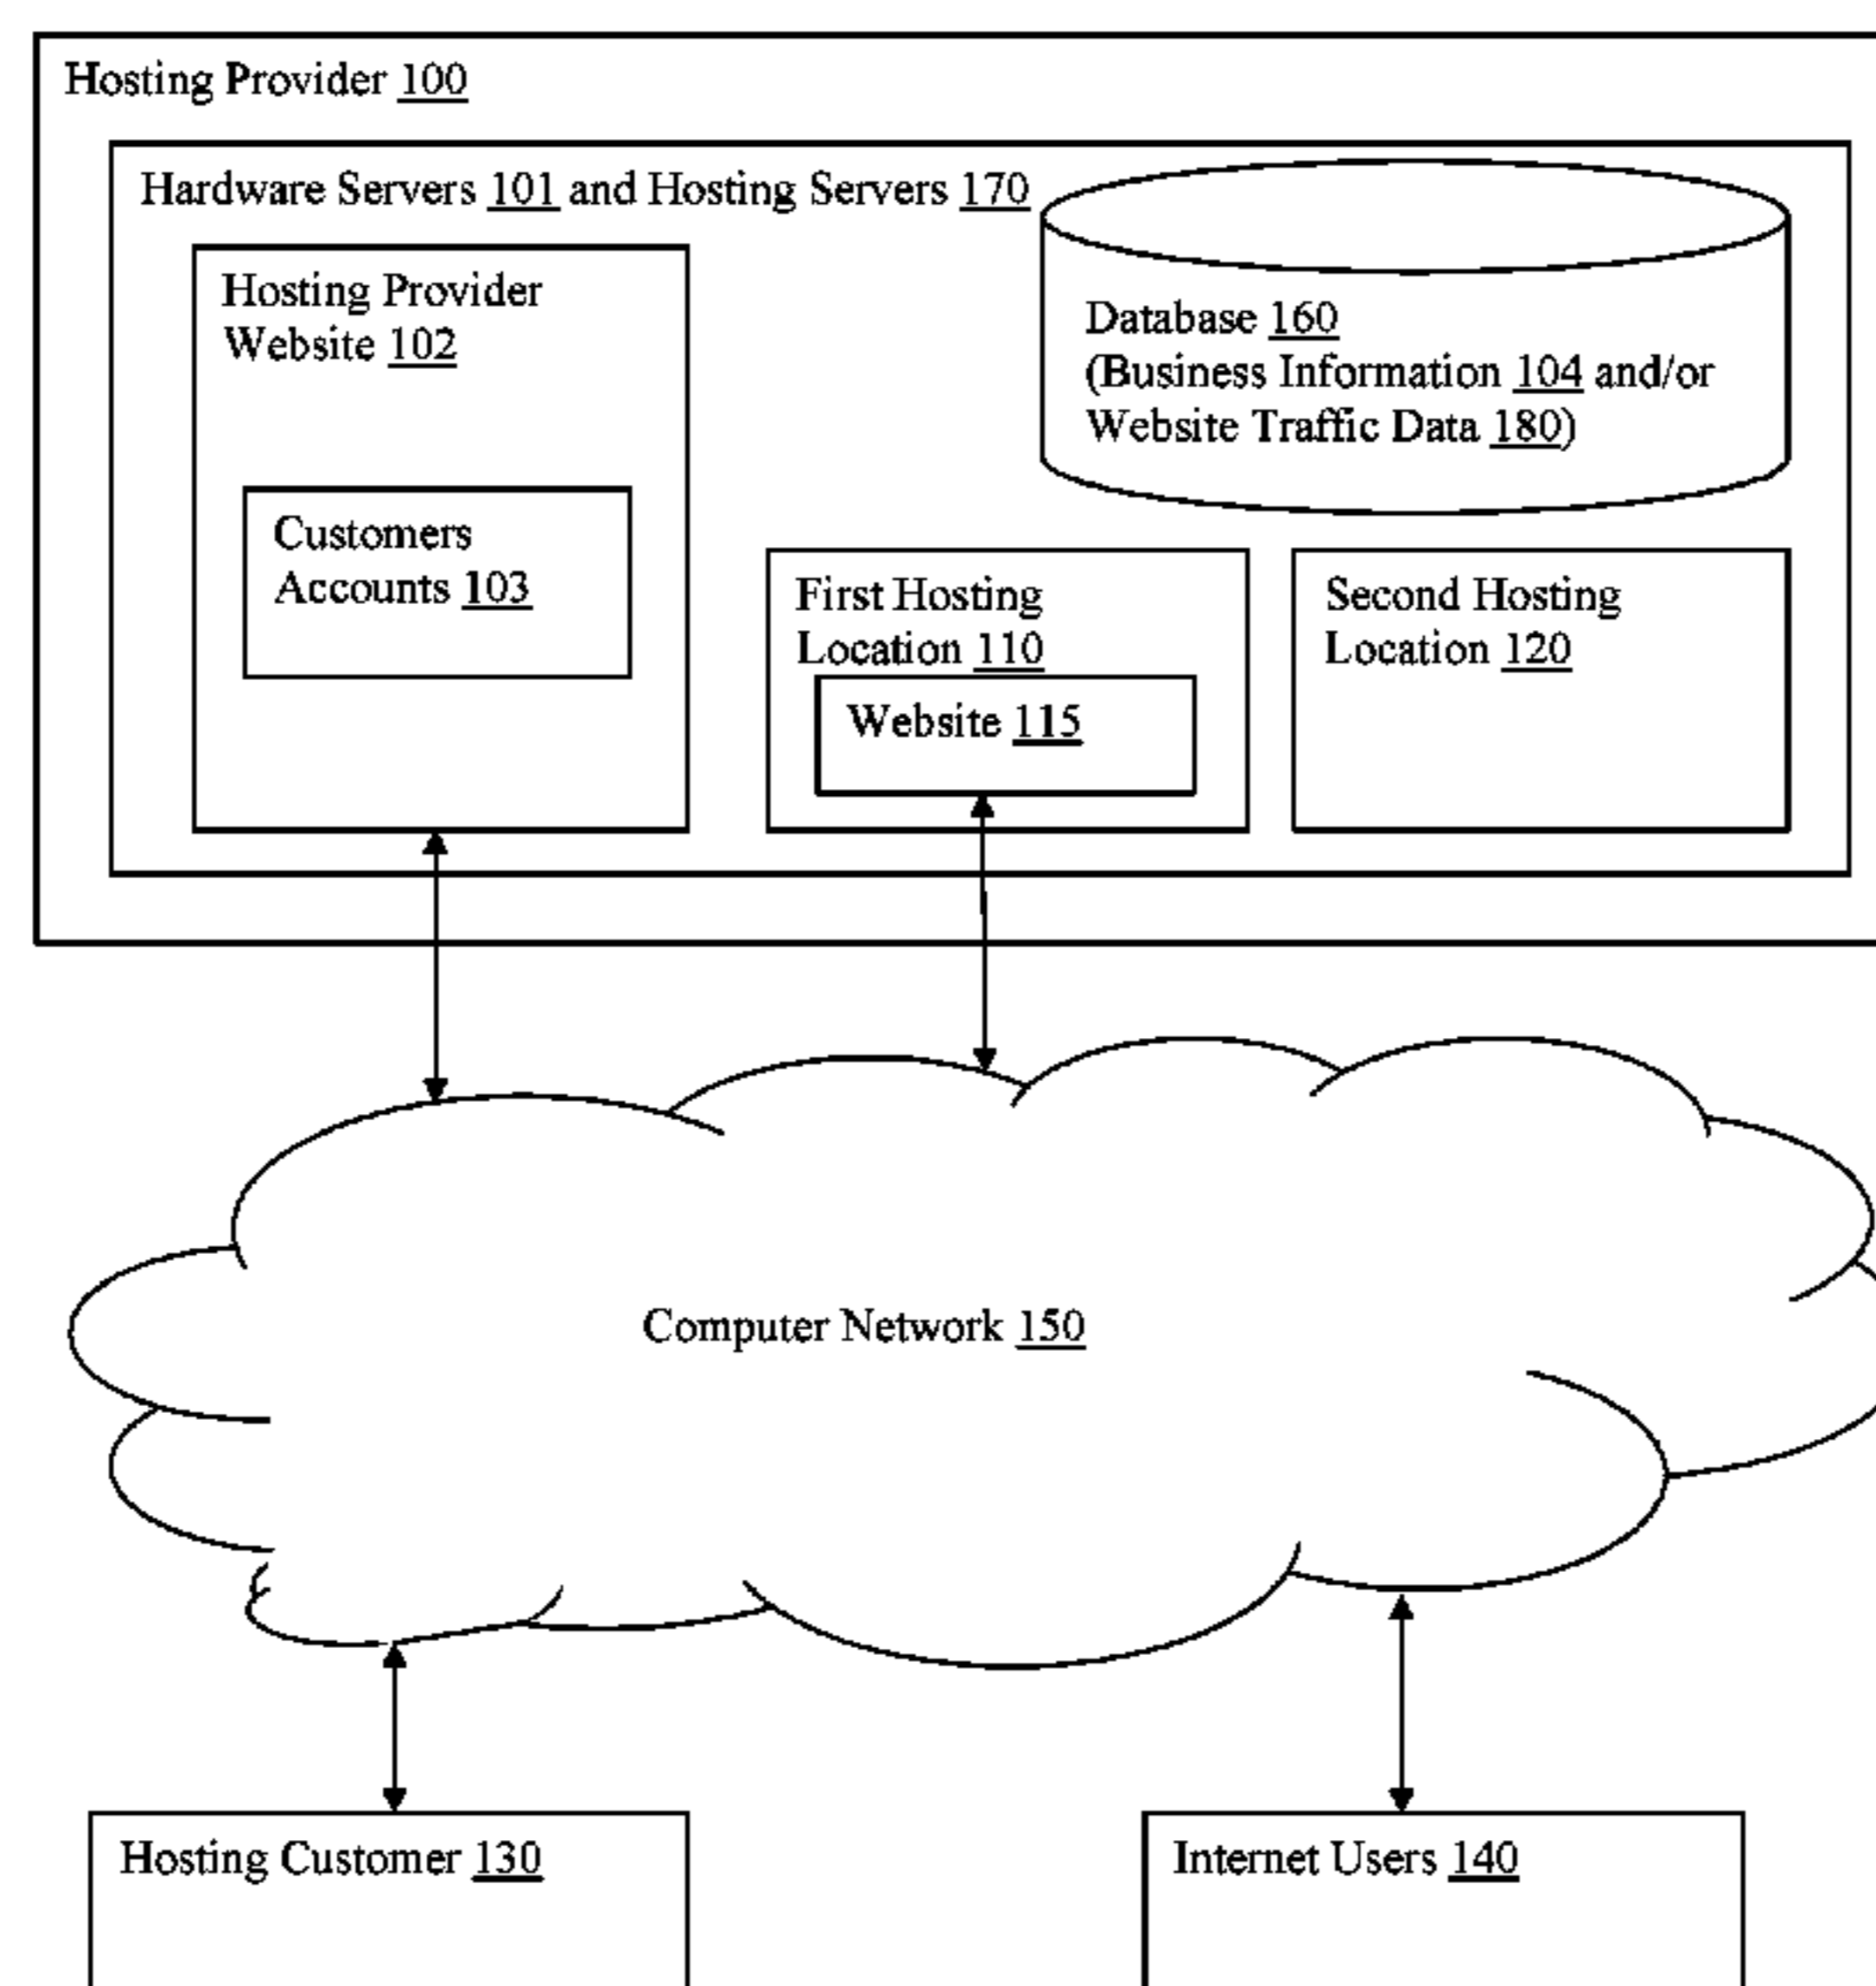 Hosting Provider 100
Hardware Servers 101 and Hosting Servers 170
Hosting Provider
Website 102
Customers
Accounts 103
Database 160
(Business Information 104 and/or
Website Traffic Data 180)
First Hosting
Location 110
Website 115
Second Hosting
Location 120
Computer Network 150
Hosting Customer 130
Internet Users 140